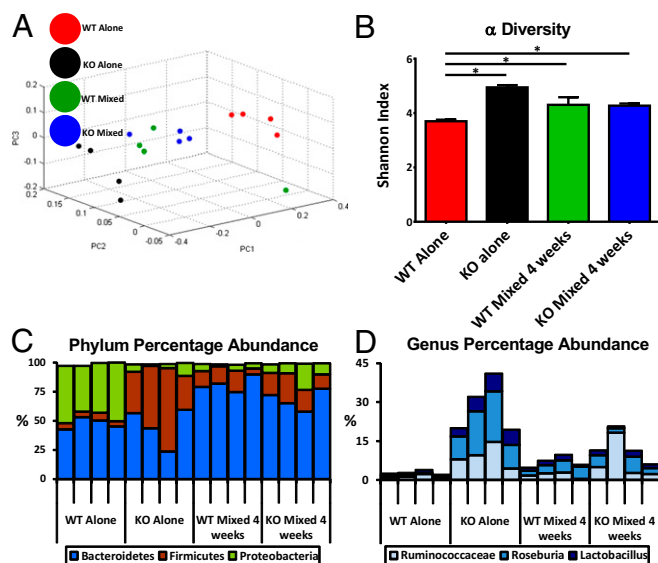 A
WT Alone
KO Alone
WT Mixed
KO Mixed
0.2
0.1
0
-0.1
-0.2
PC3
0.2
0.15
0.1
0.05
0
-0.05
PC2
-0.4
-0.2
0
0.2
0.4
PC1
B
α Diversity
*
*
*
6
4
2
0
Shannon Index
WT Alone
KO alone
WT Mixed 4 weeks
KO Mixed 4 weeks
C
Phylum Percentage Abundance
100
75
50
25
0
%
WT Alone
KO Alone
WT Mixed 4
weeks
KO Mixed 4
weeks
Bacteroidetes
Firmicutes
Proteobacteria
D
Genus Percentage Abundance
45
30
15
0
%
WT Alone
KO Alone
WT Mixed 4
weeks
KO Mixed 4
weeks
Ruminococcaceae
Roseburia
Lactobacillus